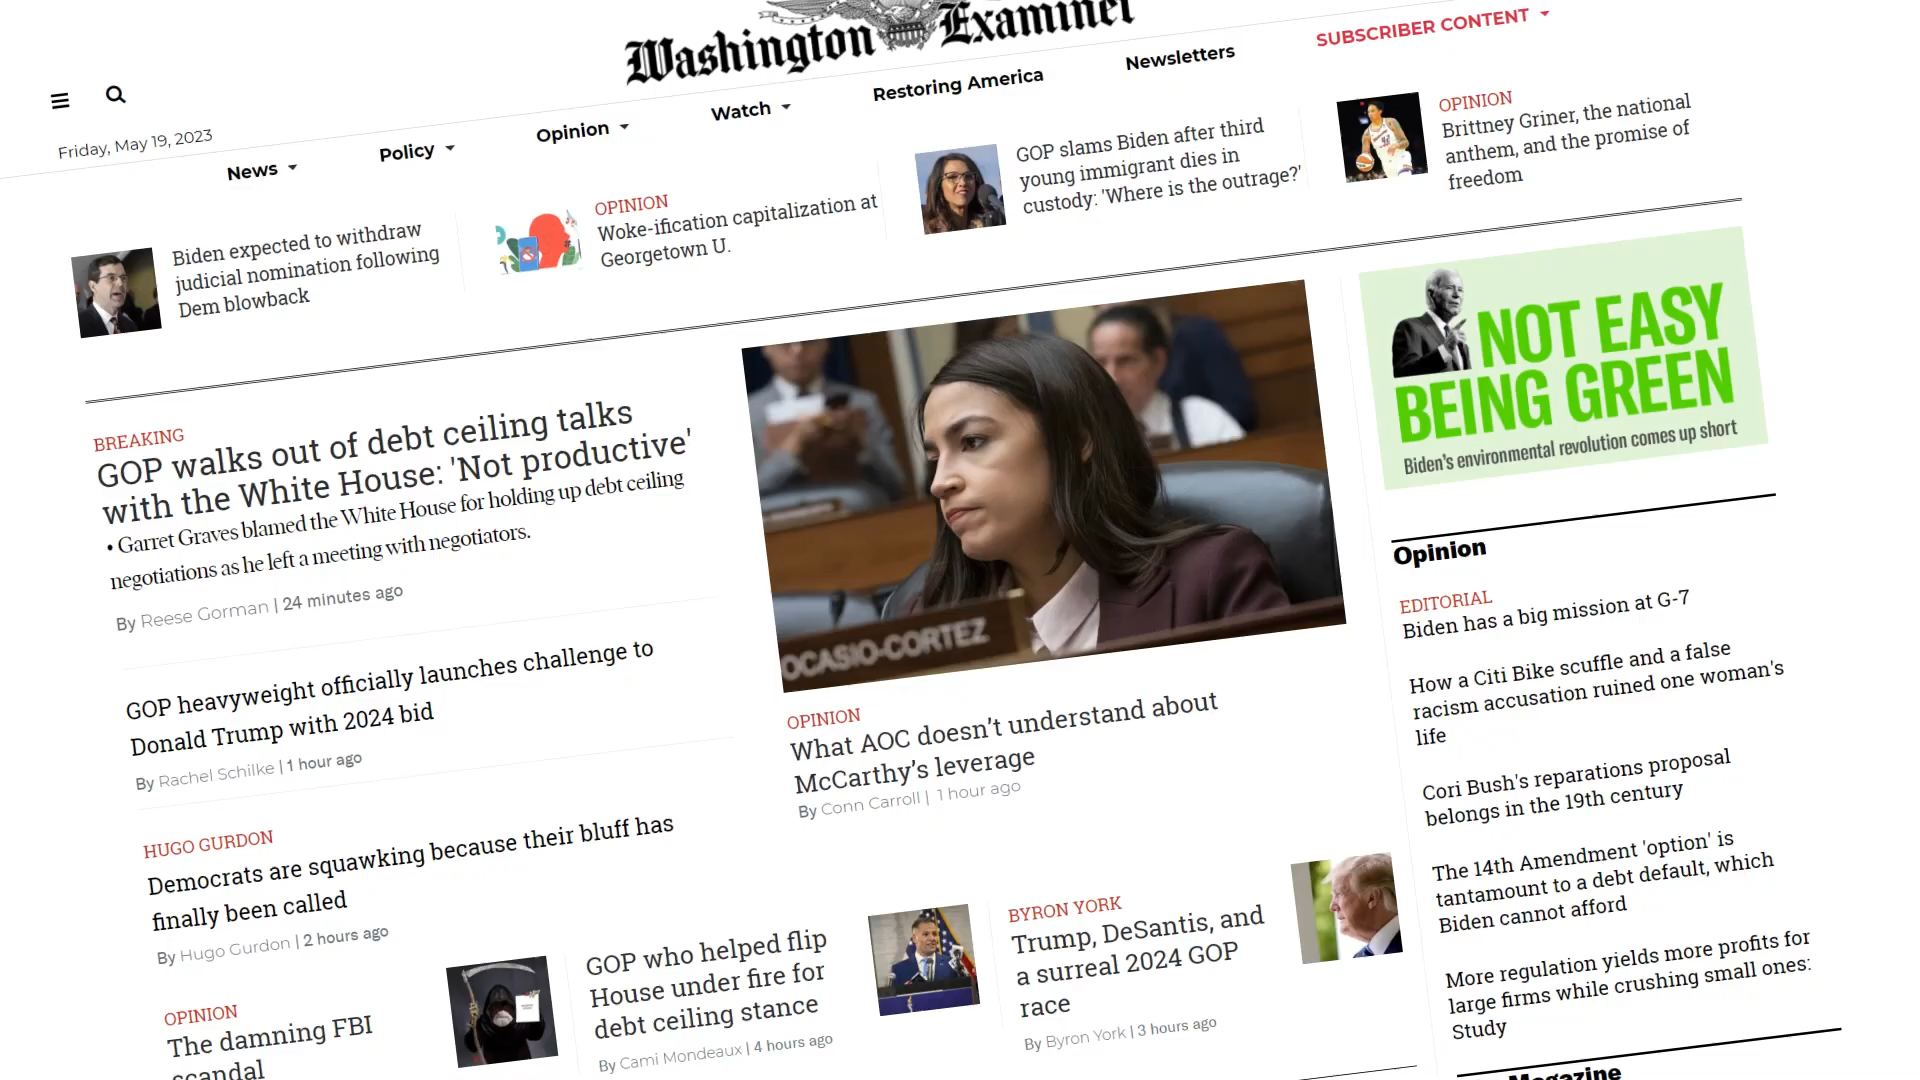 Washington Examiner
Friday, May 19, 2023
News
Policy
Opinion
Watch
Restoring America
Newsletters
SUBSCRIBER CONTENT
Biden expected to withdraw
judicial nomination following
Dem blowback
OPINION
Woke-ification capitalization at
Georgetown U.
GOP slams Biden after third
young immigrant dies in
custody: 'Where is the outrage?'
OPINION
Brittney Griner, the national
anthem, and the promise of
freedom
BREAKING
GOP walks out of debt ceiling talks
with the White House: 'Not productive'
• Garret Graves blamed the White House for holding up debt ceiling
negotiations as he left a meeting with negotiators.
By Reese Gorman | 24 minutes ago
GOP heavyweight officially launches challenge to
Donald Trump with 2024 bid
By Rachel Schilke | 1 hour ago
HUGO GURDON
Democrats are squawking because their bluff has
finally been called
By Hugo Gurdon | 2 hours ago
OPINION
The damning FBI
scandal
GOP who helped flip
House under fire for
debt ceiling stance
By Cami Mondeaux | 4 hours ago
OCASIO-CORTEZ
OPINION
What AOC doesn't understand about
McCarthy's leverage
By Conn Carroll | 1 hour ago
BYRON YORK
Trump, DeSantis, and
a surreal 2024 GOP
race
By Byron York | 3 hours ago
NOT EASY
BEING GREEN
Biden's environmental revolution comes up short
Opinion
EDITORIAL
Biden has a big mission at G-7
How a Citi Bike scuffle and a false
racism accusation ruined one woman's
life
Cori Bush's reparations proposal
belongs in the 19th century
The 14th Amendment 'option' is
tantamount to a debt default, which
Biden cannot afford
More regulation yields more profits for
large firms while crushing small ones:
Study
Magazine